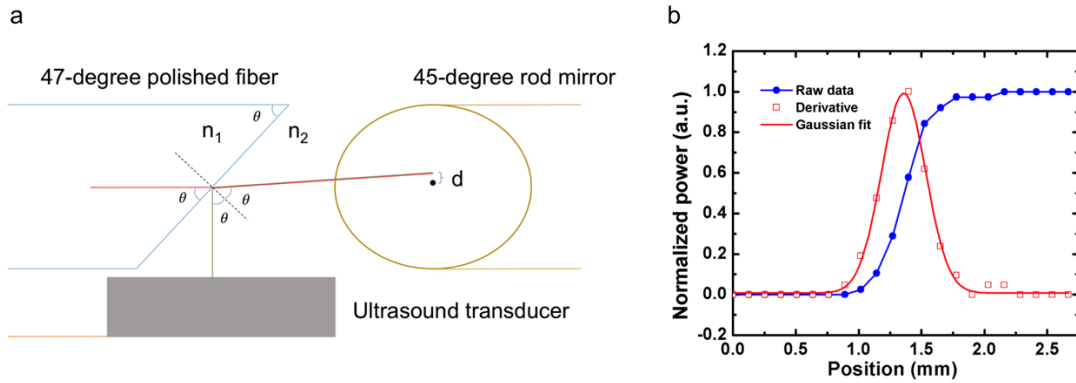 a
47-degree polished fiber
45-degree rod mirror
θ
n1
n2
d
θ
θ
θ
Ultrasound transducer
b
Normalized power (a.u.)
1.2
1.0
0.8
0.6
0.4
0.2
0.0
-0.2
Raw data
Derivative
Gaussian fit
0.0
0.5
1.0
1.5
2.0
2.5
Position (mm)